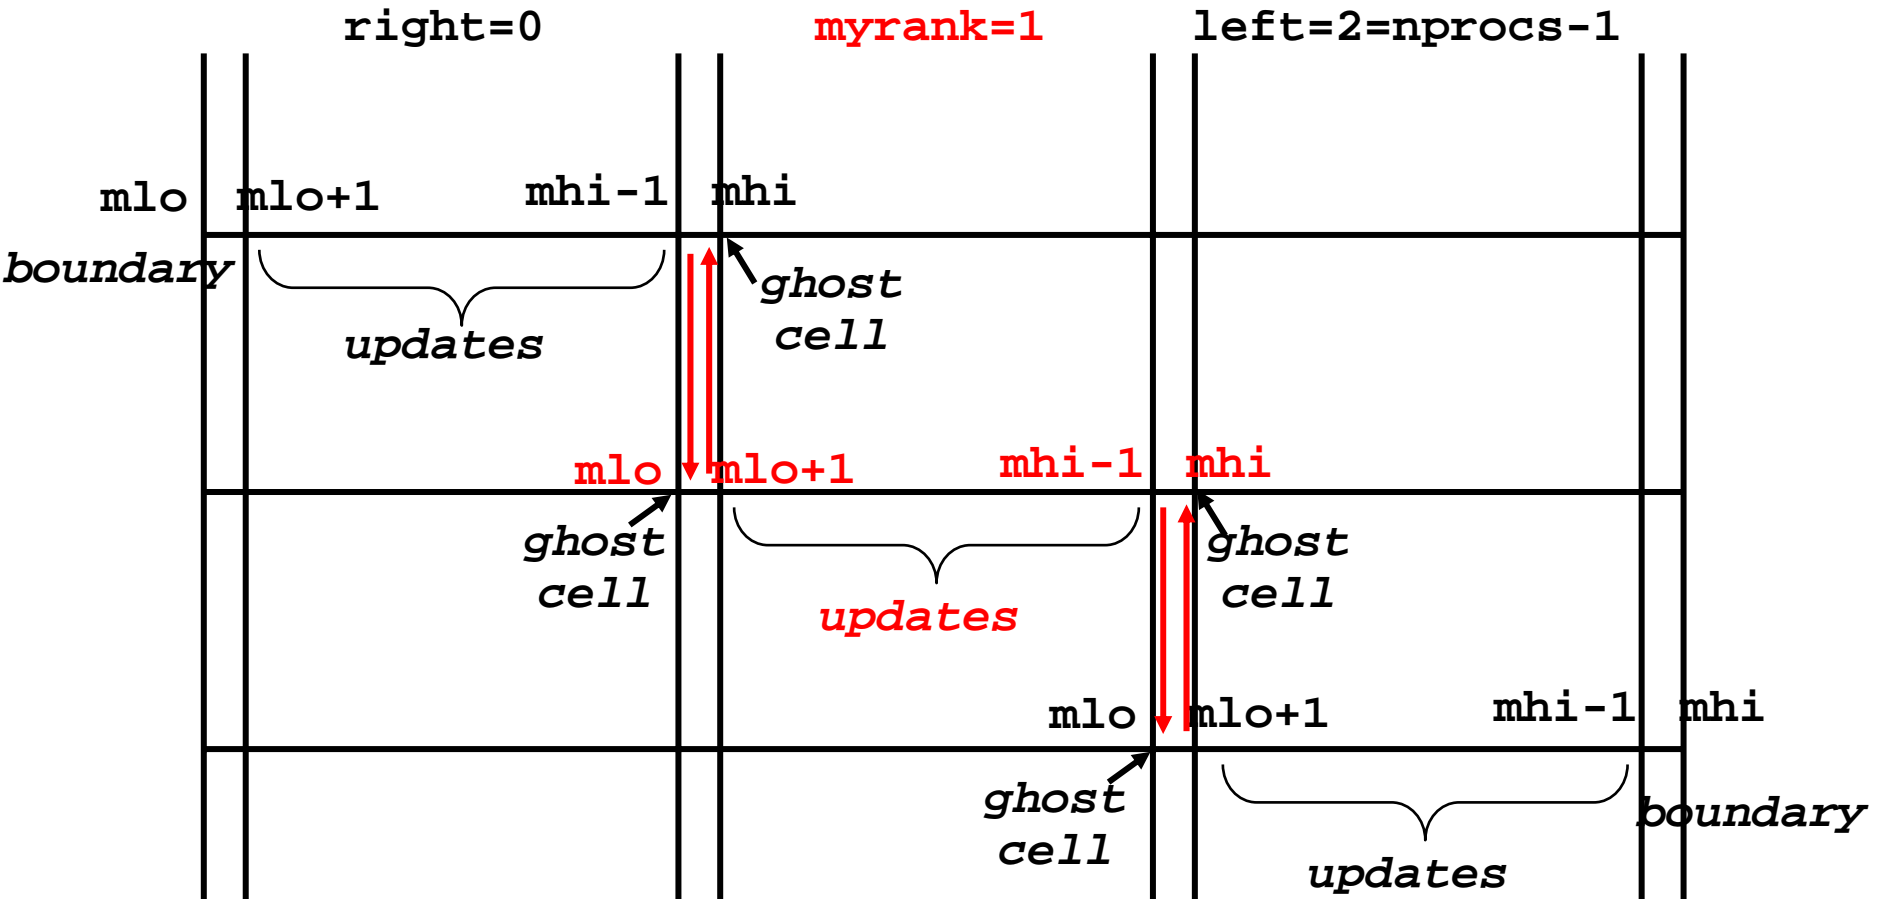 right=0 myrank=1 left=2=nprocs-1
mlo mlo+1 mhi-1 mhi
boundary
ghost
cell
updates
mlo mlo+1 mhi-1 mhi
ghost
cell
ghost
cell
updates
mlo mlo+1 mhi-1 mhi
ghost
cell
boundary
updates